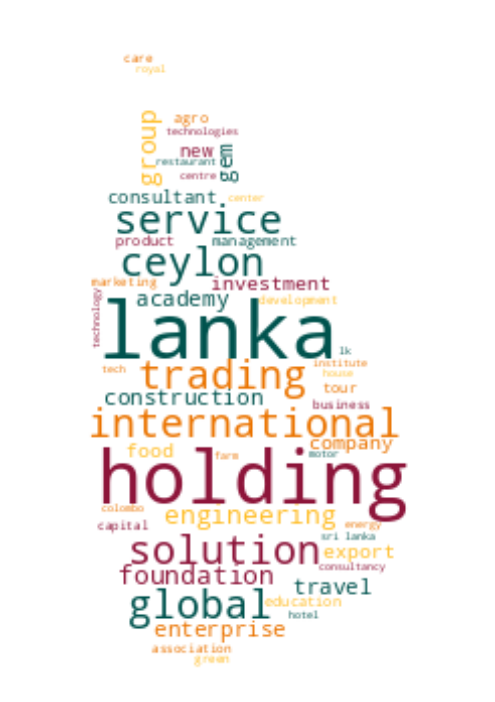 care
royal
group
agro
technologies
new
gem
restaurant
centre
consultant
center
service
product
management
ceylon
marketing
investment
technology
academy
development
lanka
lk
tech
trading
institute
house
tour
construction
business
international
company
food
farm
motor
holding
colombo
capital
engineering
energy
sri lanka
solution
export
foundation
consultancy
travel
global
education
hotel
enterprise
association
green